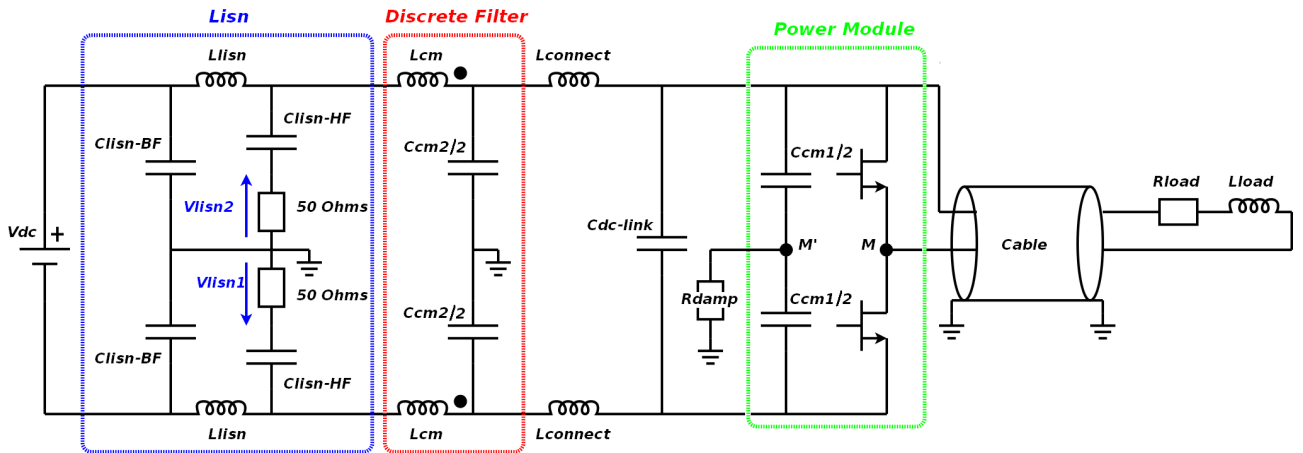 Lisn
Discrete Filter
Power Module
Llisn
Lcm
Lconnect
Clisn-HF
Clisn-BF
Ccm2/2
Ccm1/2
Vlisn2
50 Ohms
Rload
Lload
Vdc
+
Cdc-link
M'
M
Cable
Vlisn1
50 Ohms
Rdamp
Ccm1/2
Ccm2/2
Clisn-BF
Clisn-HF
Llisn
Lcm
Lconnect